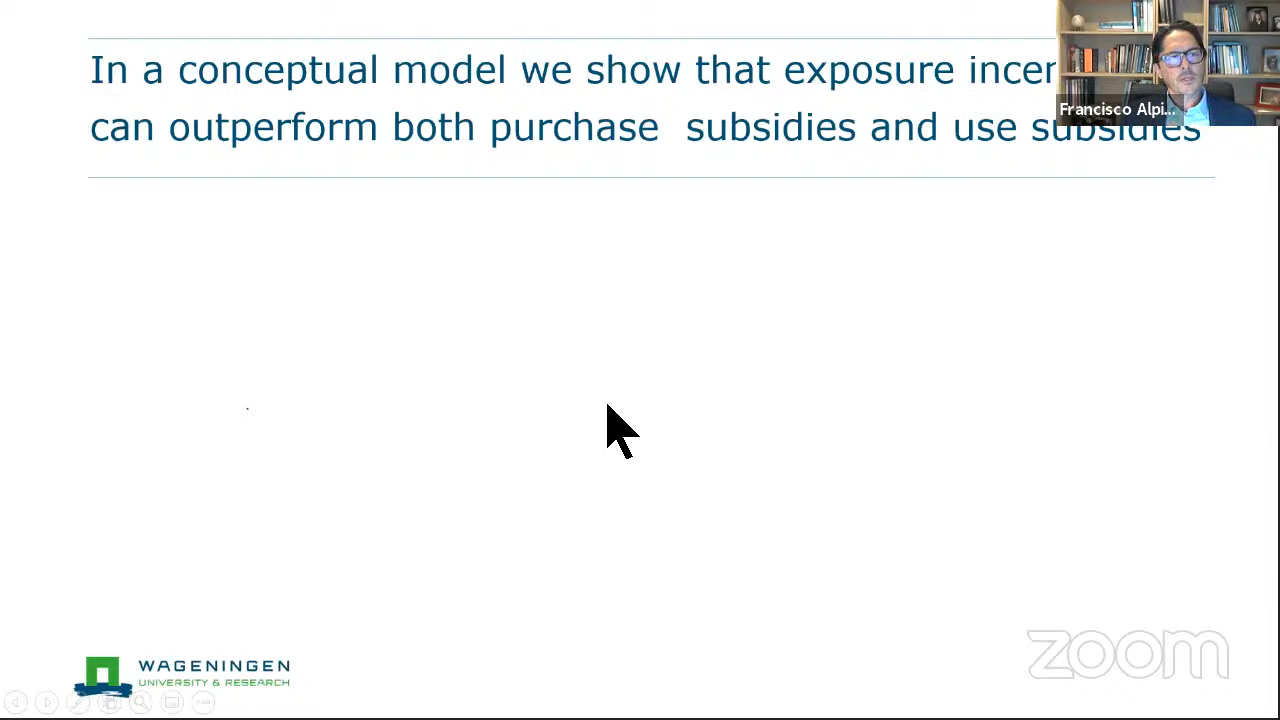 In a conceptual model we show that exposure incen
can outperform both purchase subsidies and use subsidies
Francisco Alpi...
WAGENINGEN
UNIVERSITY & RESEARCH
zoom